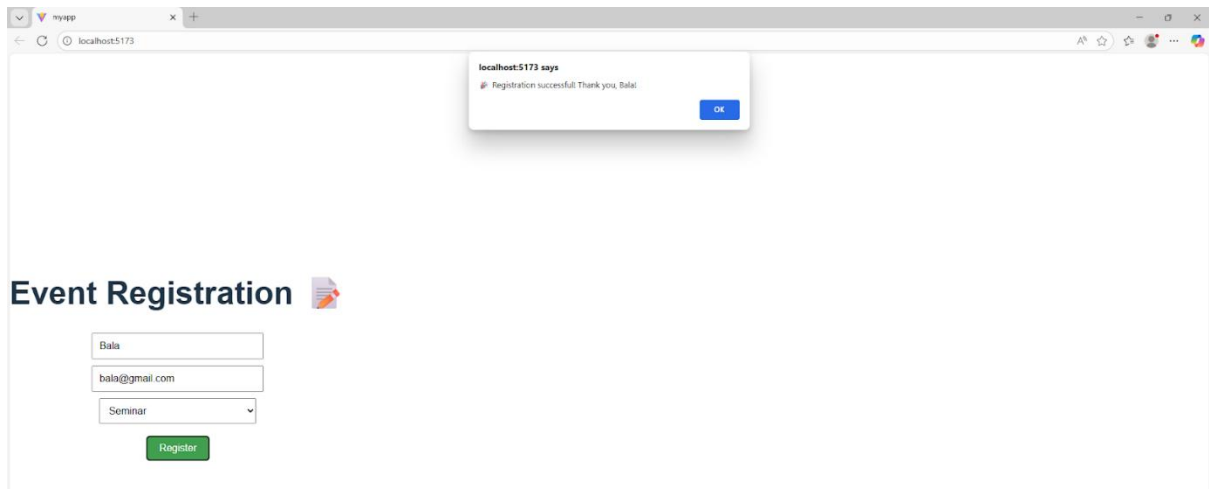 myapp
localhost:5173
localhost:5173 says
🎉 Registration successful! Thank you, Bala!
OK
Event Registration 📝
Bala
bala@gmail.com
Seminar
Register